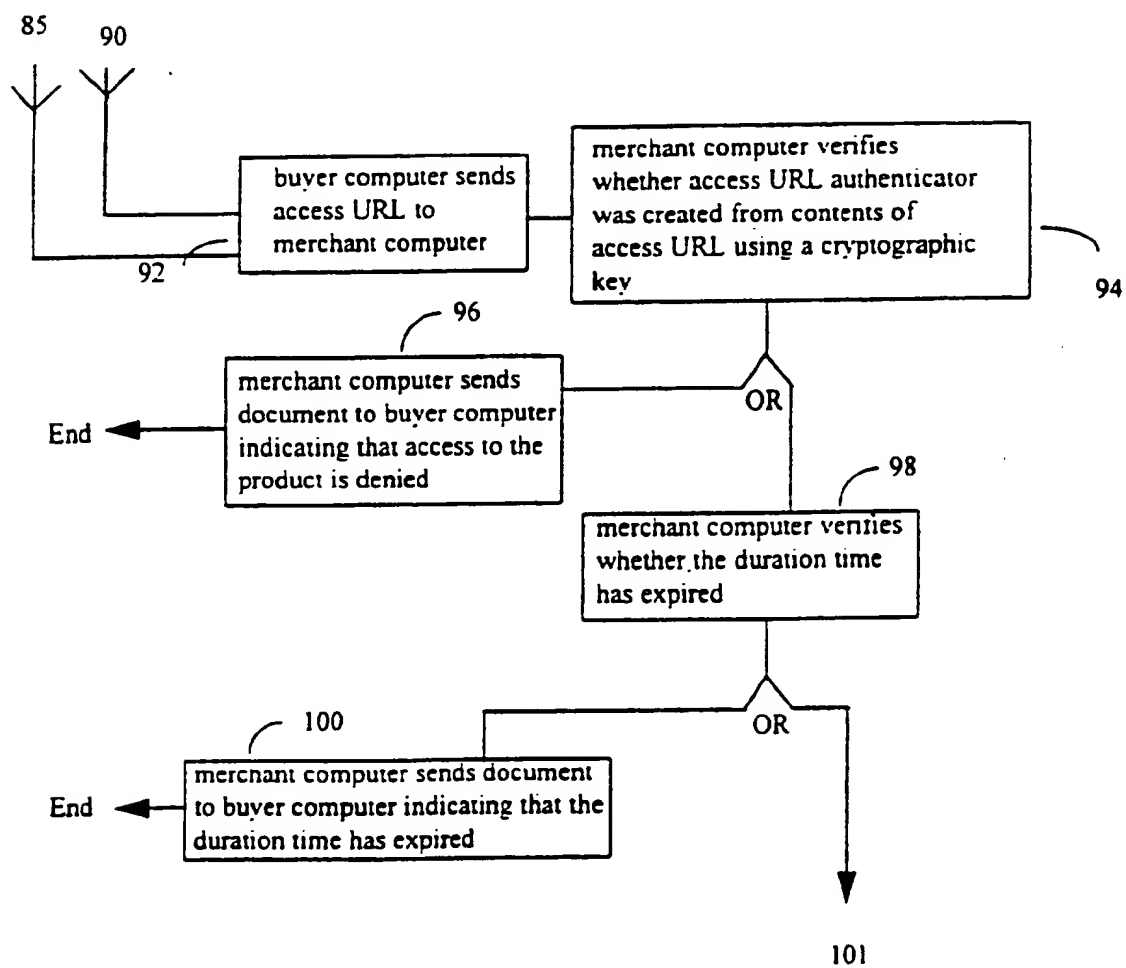 85
90
buyer computer sends
access URL to
merchant computer
92
merchant computer verifies
whether access URL authenticator
was created from contents of
access URL using a cryptographic
key
94
96
merchant computer sends
document to buyer computer
indicating that access to the
product is denied
End
OR
98
merchant computer verifies
whether the duration time
has expired
OR
100
merchant computer sends document
to buyer computer indicating that the
duration time has expired
End
101